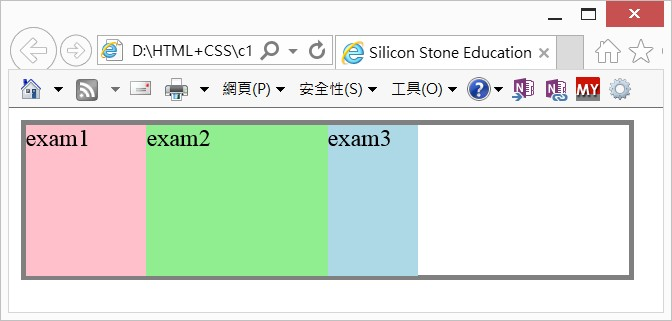 D:\HTML+CSS\c1
Silicon Stone Education
網頁(P) 安全性(S) 工具(O) MY
exam1 exam2 exam3